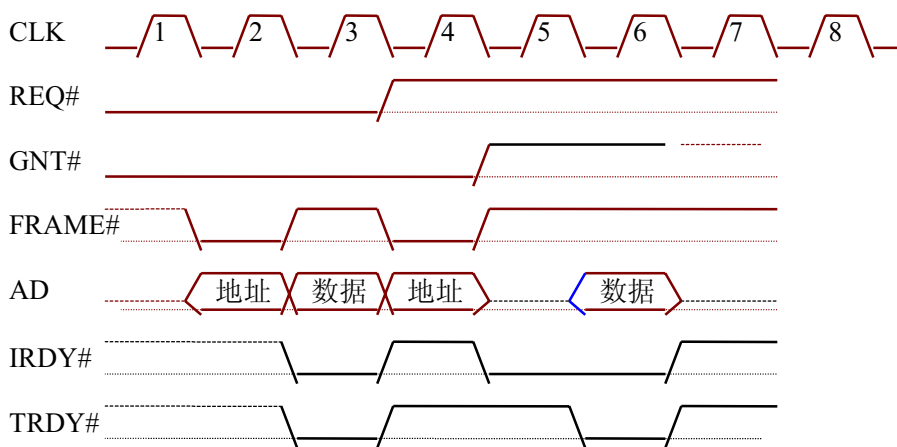 CLK 1 2 3 4 5 6 7 8
REQ#
GNT#
FRAME#
AD 地址 数据 地址 数据
IRDY#
TRDY#